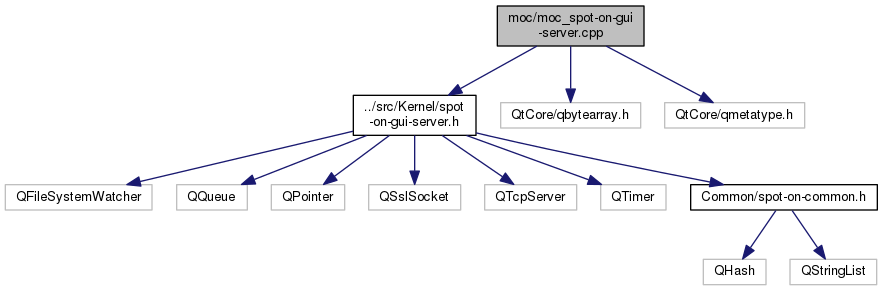 moc/moc_spot-on-gui
-server.cpp
../src/Kernel/spot
-on-gui-server.h
QtCore/qbytearray.h
QtCore/qmetatype.h
QFileSystemWatcher
QQueue
QPointer
QSslSocket
QTcpServer
QTimer
Common/spot-on-common.h
QHash
QStringList